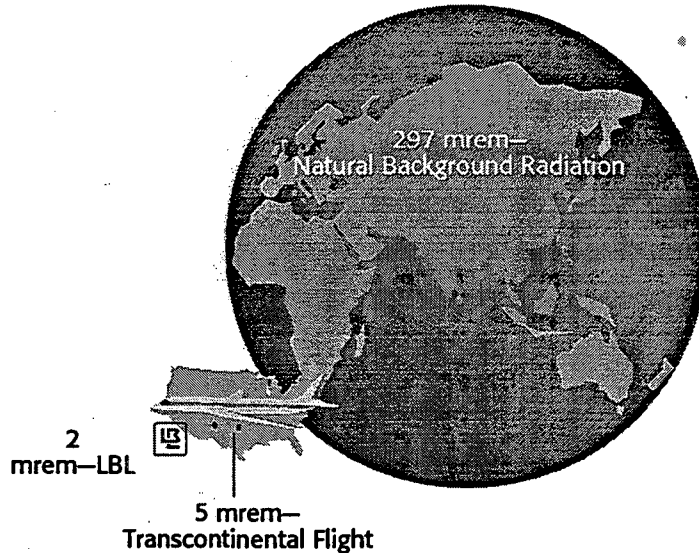 297 mrem—
Natural Background Radiation
2
mrem—LBL
5 mrem—
Transcontinental Flight